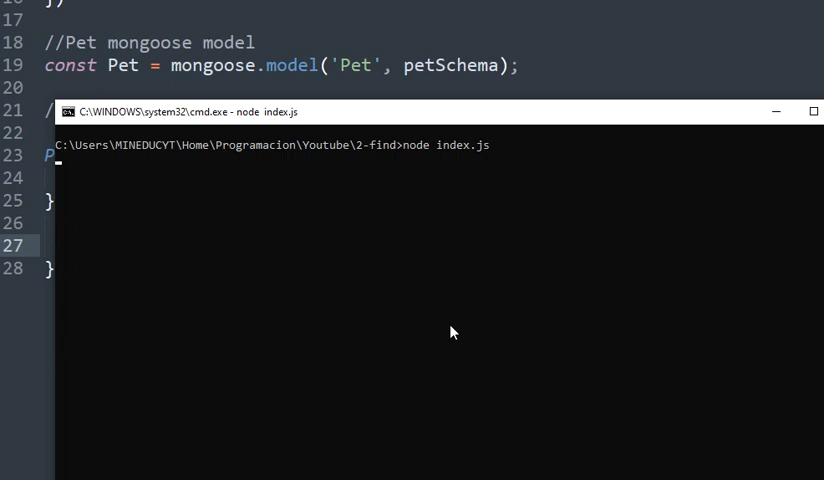 16 })
17
18 //Pet mongoose model
19 const Pet = mongoose.model('Pet', petSchema);
20
21 /
22
23 P
24
25 }
26
27
28 }
C:\WINDOWS\system32\cmd.exe - node index.js
C:\Users\MINEDUCYT\Home\Programacion\Youtube\2-find>node index.js